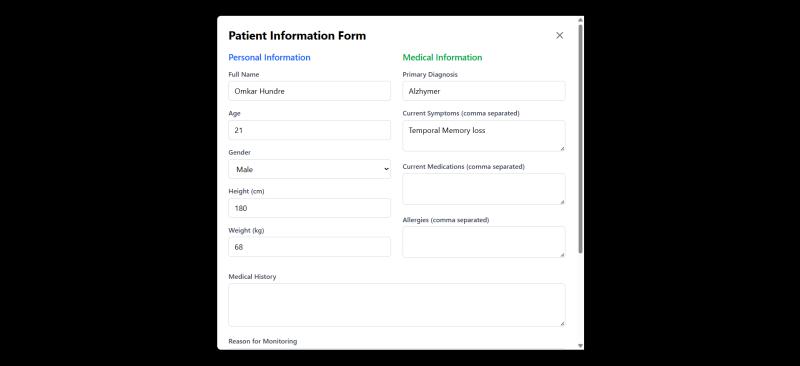 Patient Information Form
Personal Information
Full Name
Omkar Hundre
Age
21
Gender
Male
Height (cm)
180
Weight (kg)
68
Medical Information
Primary Diagnosis
Alzhymer
Current Symptoms (comma separated)
Temporal Memory loss
Current Medications (comma separated)
Allergies (comma separated)
Medical History
Reason for Monitoring